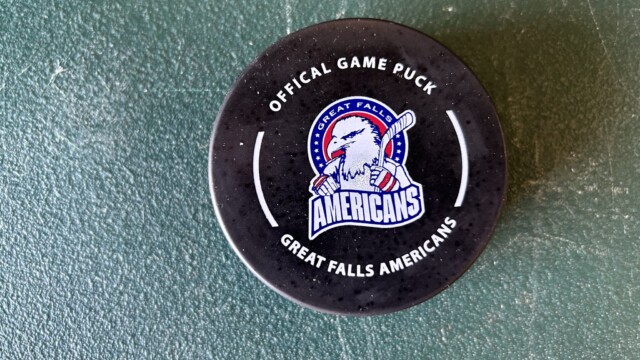 OFFICAL GAME PUCK
GREAT FALLS
AMERICANS
GREAT FALLS AMERICANS